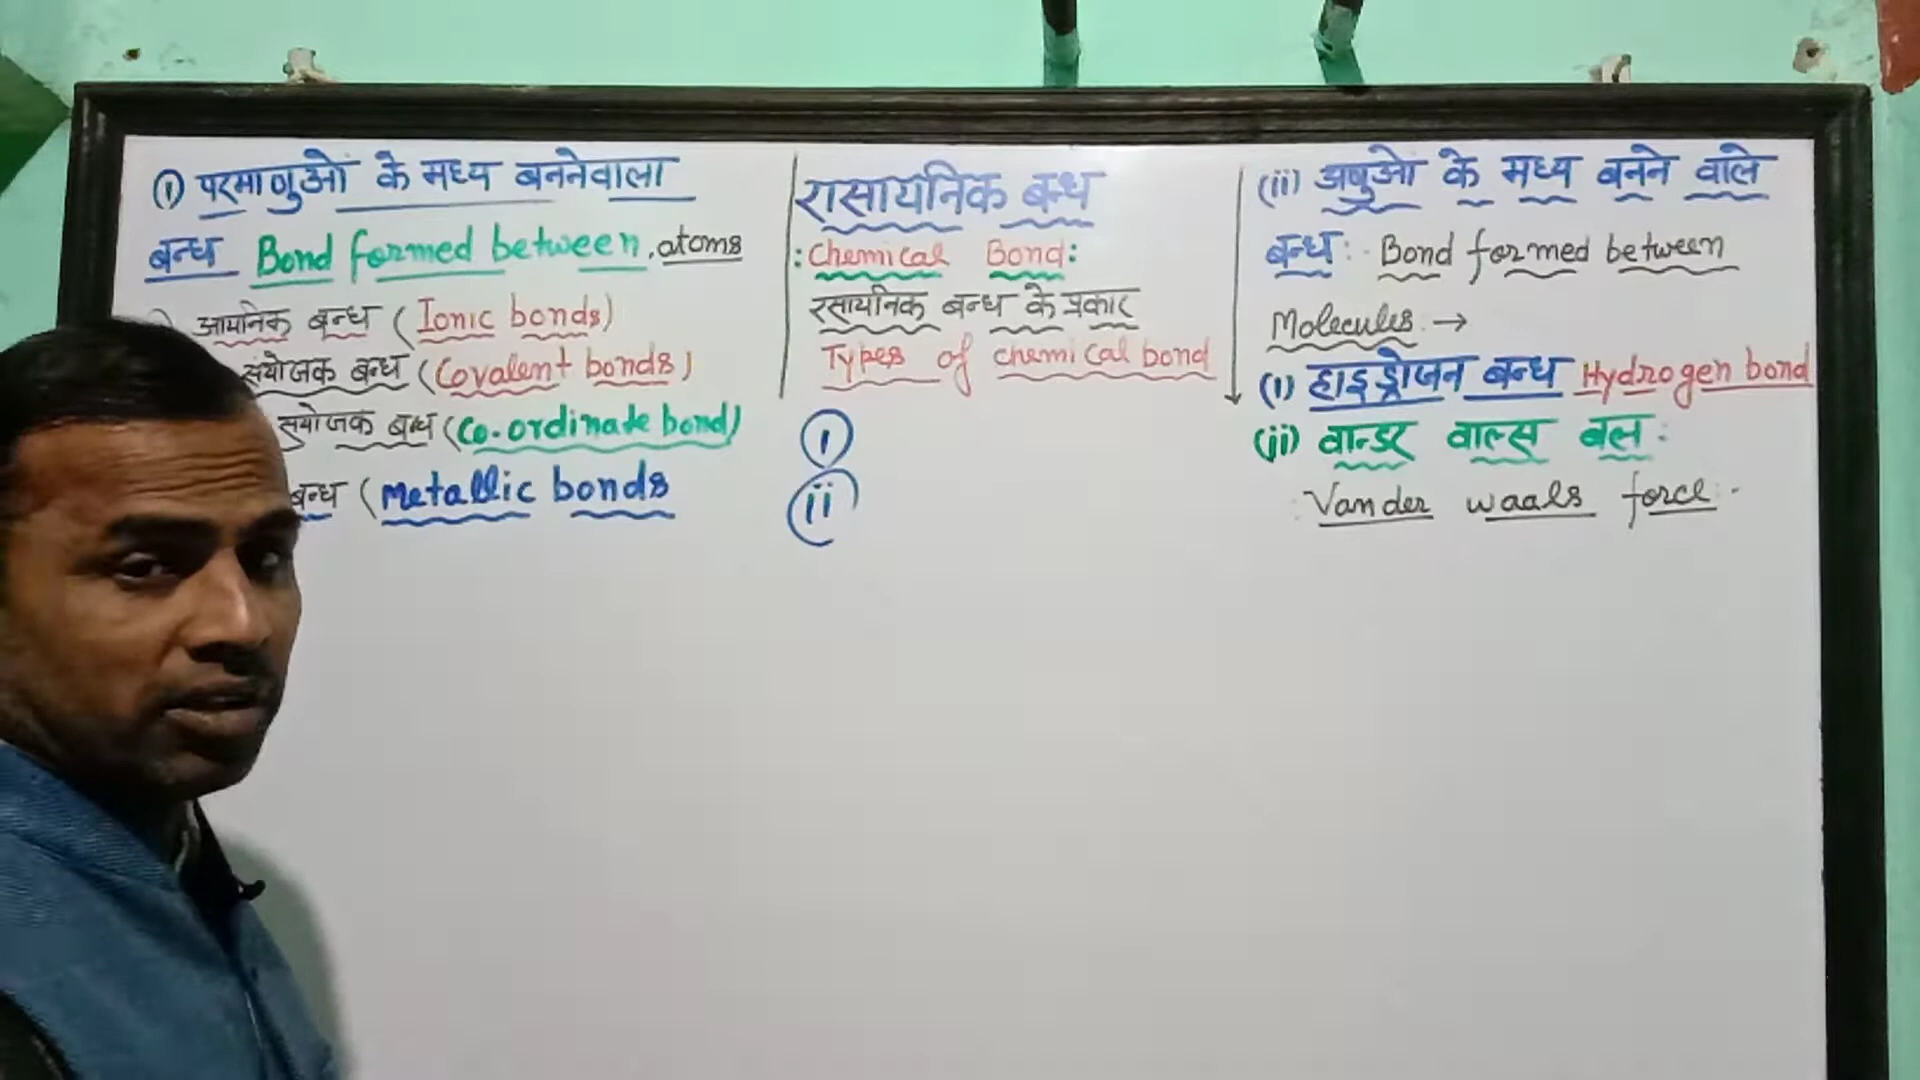 (i) परमाणुओं के मध्य बननेवाला
बन्ध Bond formed between atoms
आयनिक बन्ध (Ionic bonds)
संयोजक बन्ध (Covalent bonds)
संयोजक बन्ध (Co-ordinate bond)
बन्ध (Metallic bonds
रासायनिक बन्ध
:Chemical Bond:
रसायनिक बन्ध के प्रकार
Types of chemical bond
(i)
(ii)
(ii) अणुओ के मध्य बनने वाले
बन्ध: Bond formed between
Molecules →
(i) हाइड्रोजन बन्ध Hydrogen bond
(ii) वान्डर वाल्स बल:
Vander waals force.